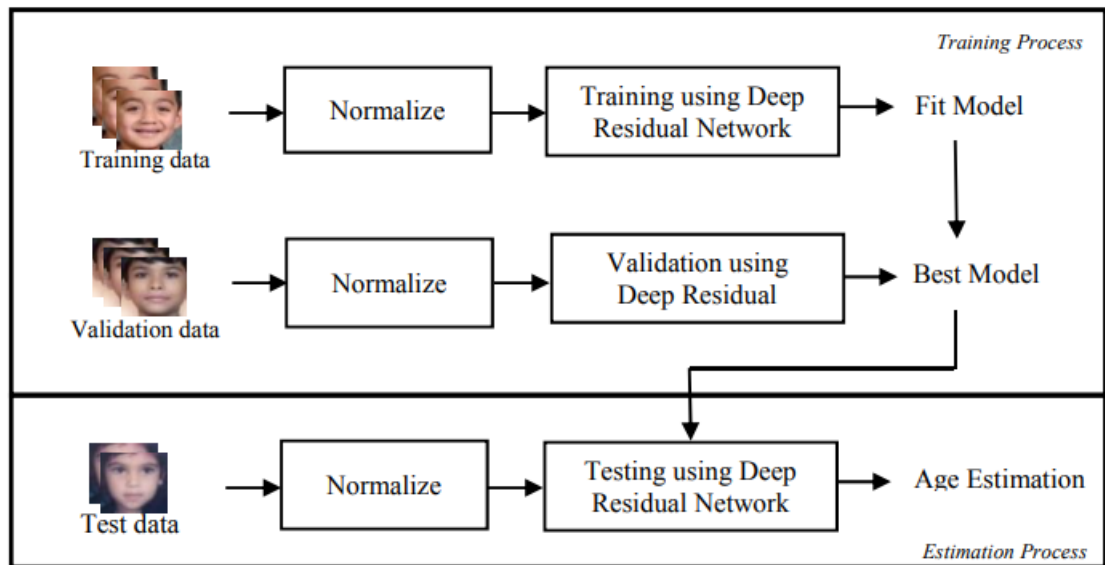 Training Process
Training data
Normalize
Training using Deep
Residual Network
Fit Model
Validation data
Normalize
Validation using
Deep Residual
Best Model
Test data
Normalize
Testing using Deep
Residual Network
Age Estimation
Estimation Process